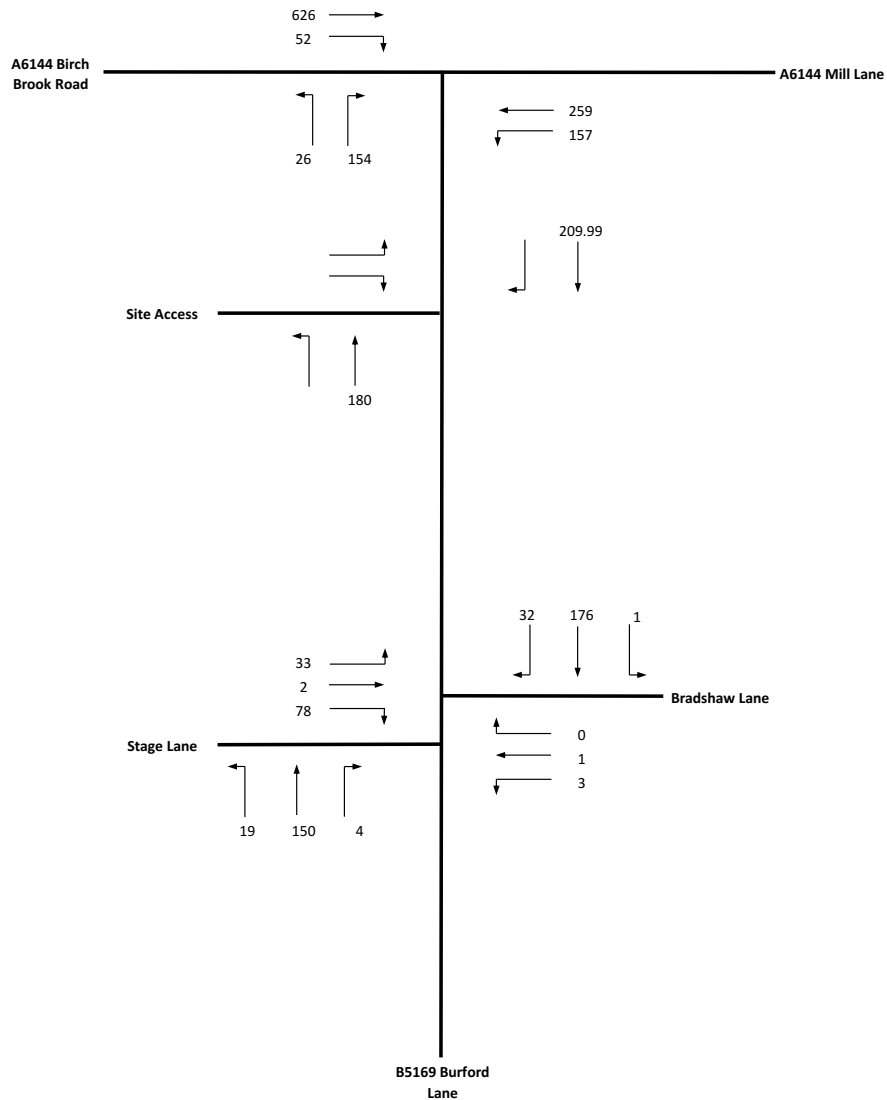 626
52
A6144 Birch
Brook Road
A6144 Mill Lane
259
157
26 154
209.99
Site Access
180
32 176 1
33
2
78
Bradshaw Lane
Stage Lane
0
1
3
19 150 4
B5169 Burford
Lane